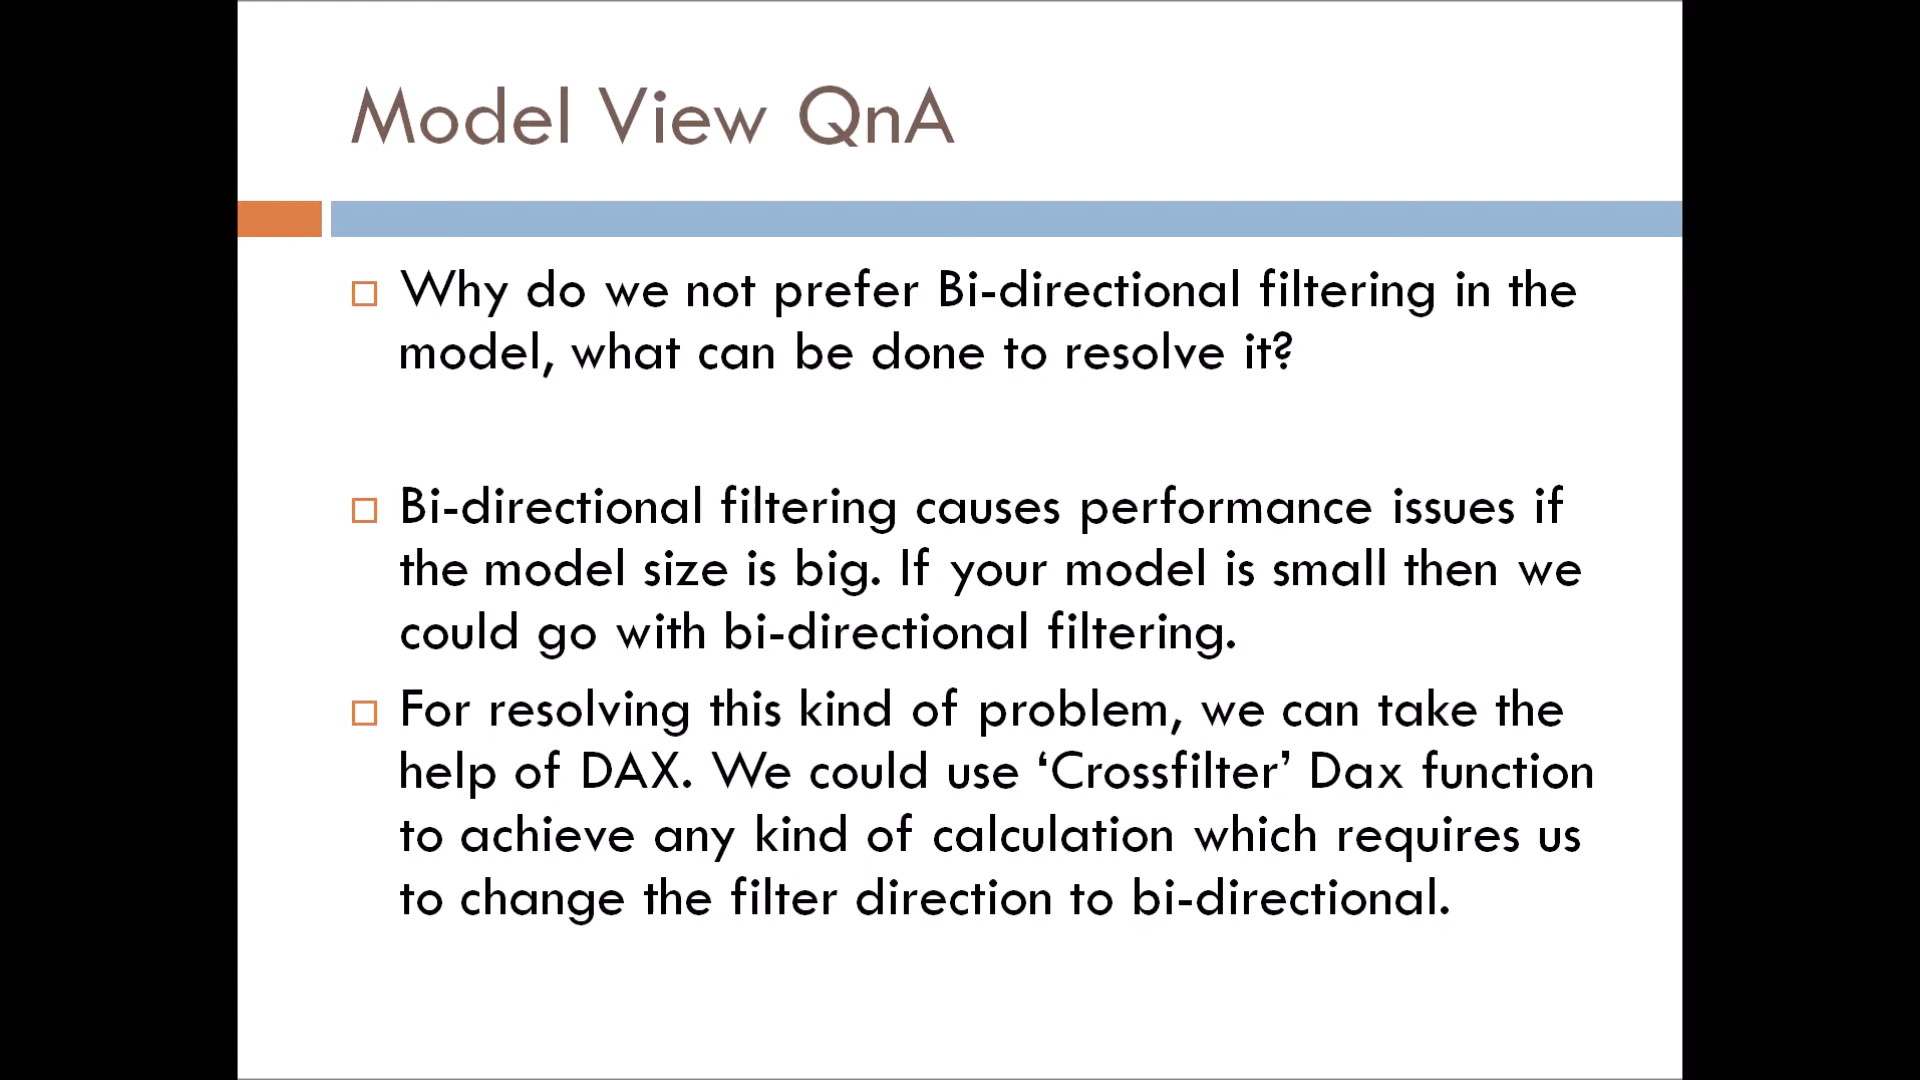 Model View QnA
Why do we not prefer Bi-directional filtering in the
model, what can be done to resolve it?
Bi-directional filtering causes performance issues if
the model size is big. If your model is small then we
could go with bi-directional filtering.
For resolving this kind of problem, we can take the
help of DAX. We could use ‘Crossfilter’ Dax function
to achieve any kind of calculation which requires us
to change the filter direction to bi-directional.